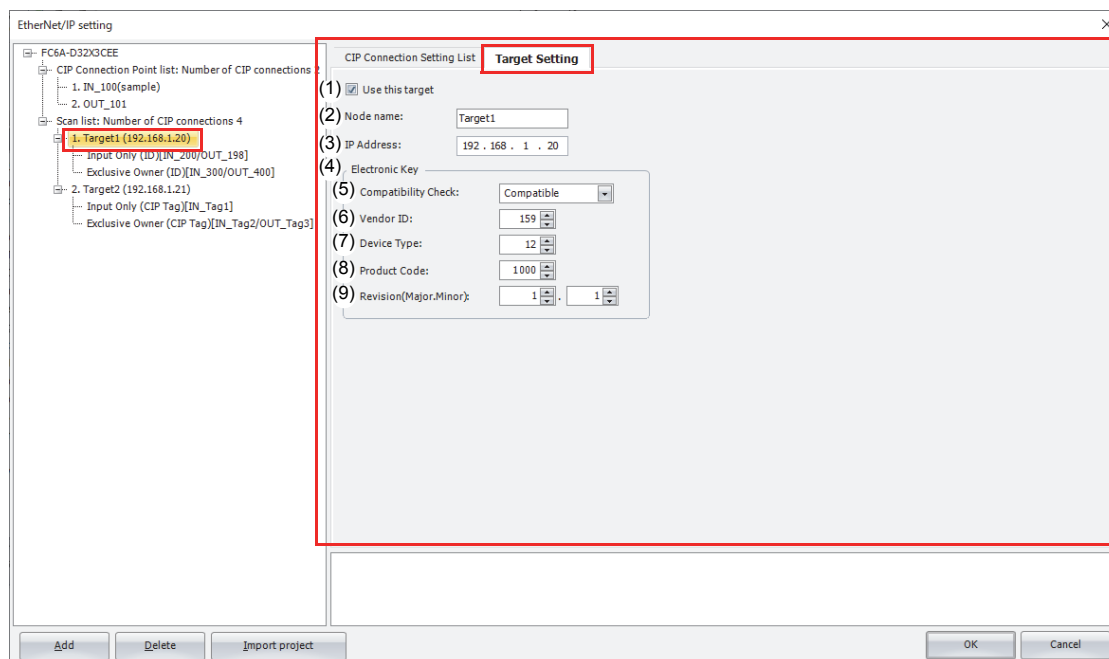 EtherNet/IP setting
FC6A-D32X3CEE
CIP Connection Point list: Number of CIP connections 2
1. IN_100(sample)
2. OUT_101
Scan list: Number of CIP connections 4
1. Target1 (192.168.1.20)
Input Only (ID)[IN_200/OUT_198]
Exclusive Owner (ID)[IN_300/OUT_400]
2. Target2 (192.168.1.21)
Input Only (CIP Tag)[IN_Tag1]
Exclusive Owner (CIP Tag)[IN_Tag2/OUT_Tag3]
CIP Connection Setting List Target Setting
(1) Use this target
(2) Node name: Target1
(3) IP Address: 192 . 168 . 1 . 20
(4) Electronic Key
(5) Compatibility Check: Compatible
(6) Vendor ID: 159
(7) Device Type: 12
(8) Product Code: 1000
(9) Revision(Major.Minor): 1 . 1
Add Delete Import project OK Cancel